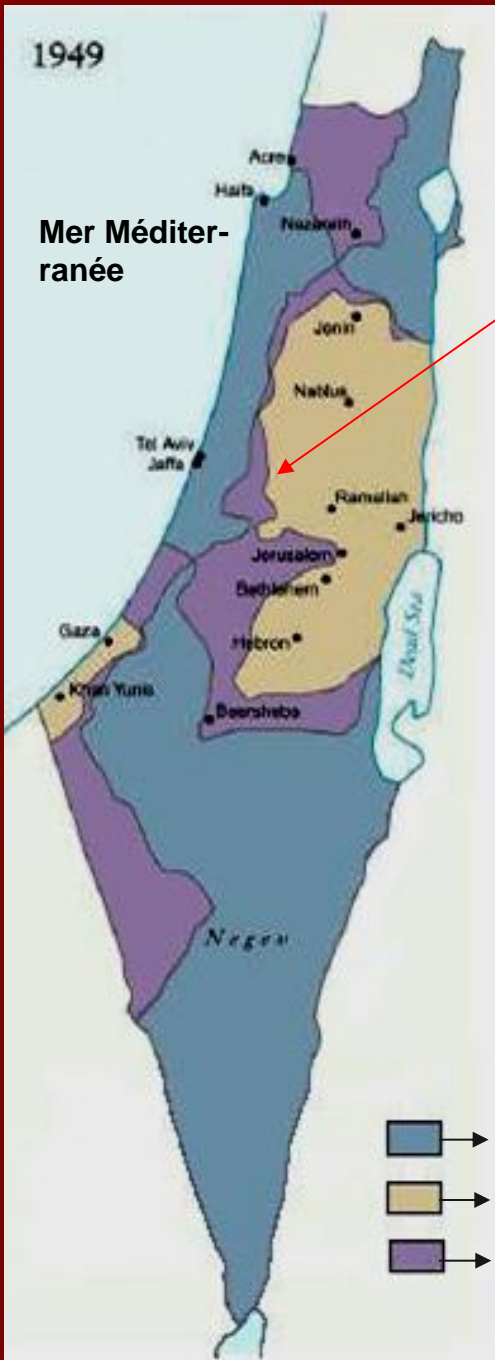 1949
Acre
Haifa
Mer Méditer-
ranée
Nazareth
Jenin
Nablus
Tel Aviv
Jaffa
Ramallah
Jericho
Jerusalem
Bethlehem
Gaza
Hebron
Dead Sea
Khan Yunis
Beersheba
Negev